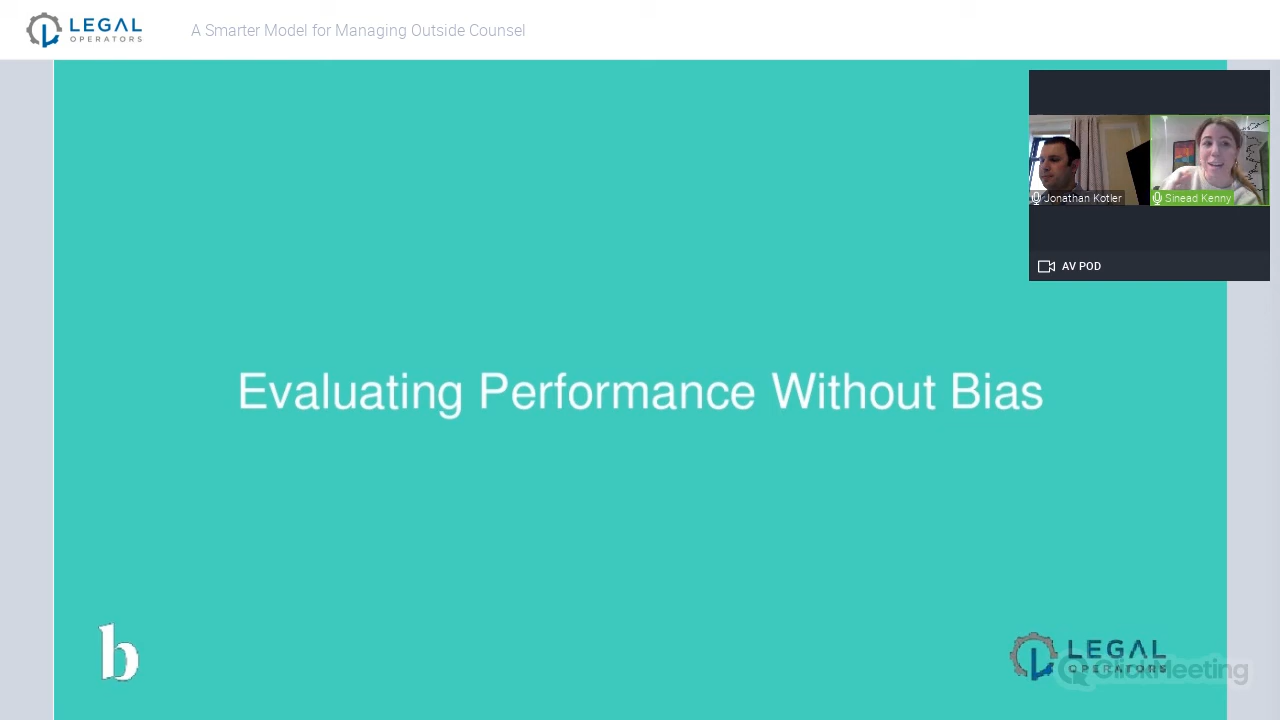 LEGAL
OPERATORS
A Smarter Model for Managing Outside Counsel
Jonathan Kotler
Sinead Kenny
AV POD
Evaluating Performance Without Bias
b
LEGAL
OPERATORS
ClickMeeting